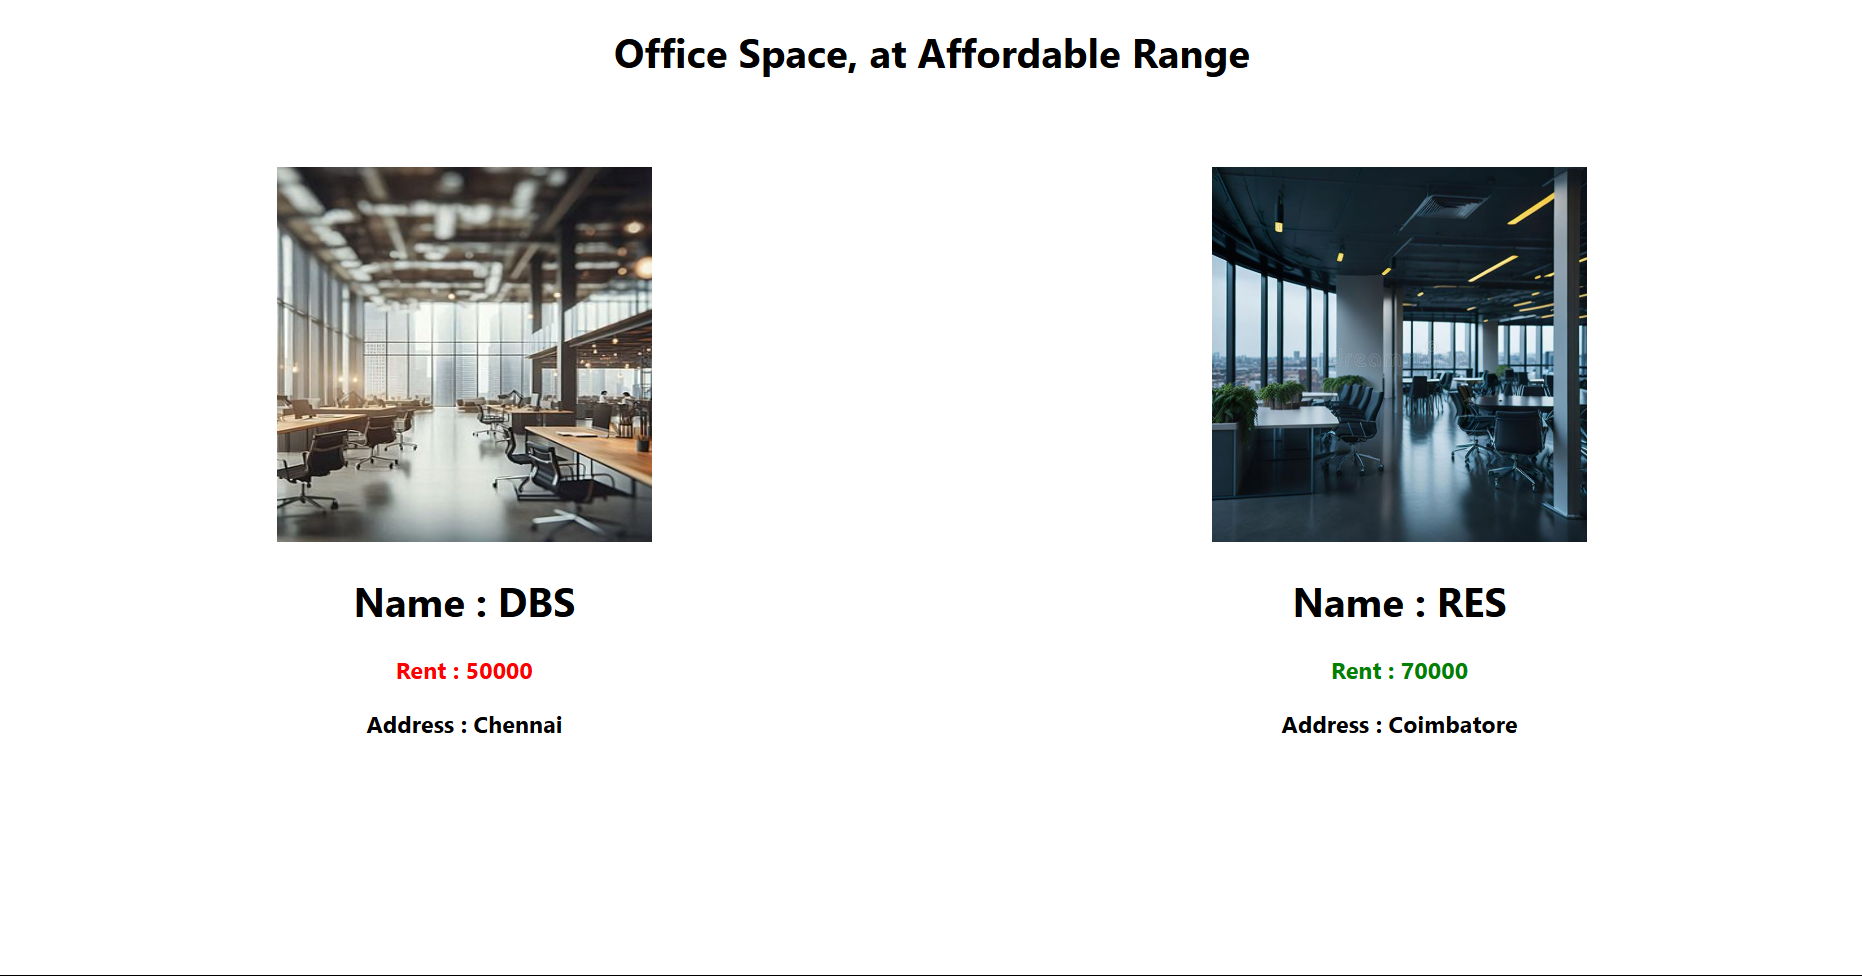 Office Space, at Affordable Range
Name : DBS
Rent : 50000
Address : Chennai
Name : RES
Rent : 70000
Address : Coimbatore